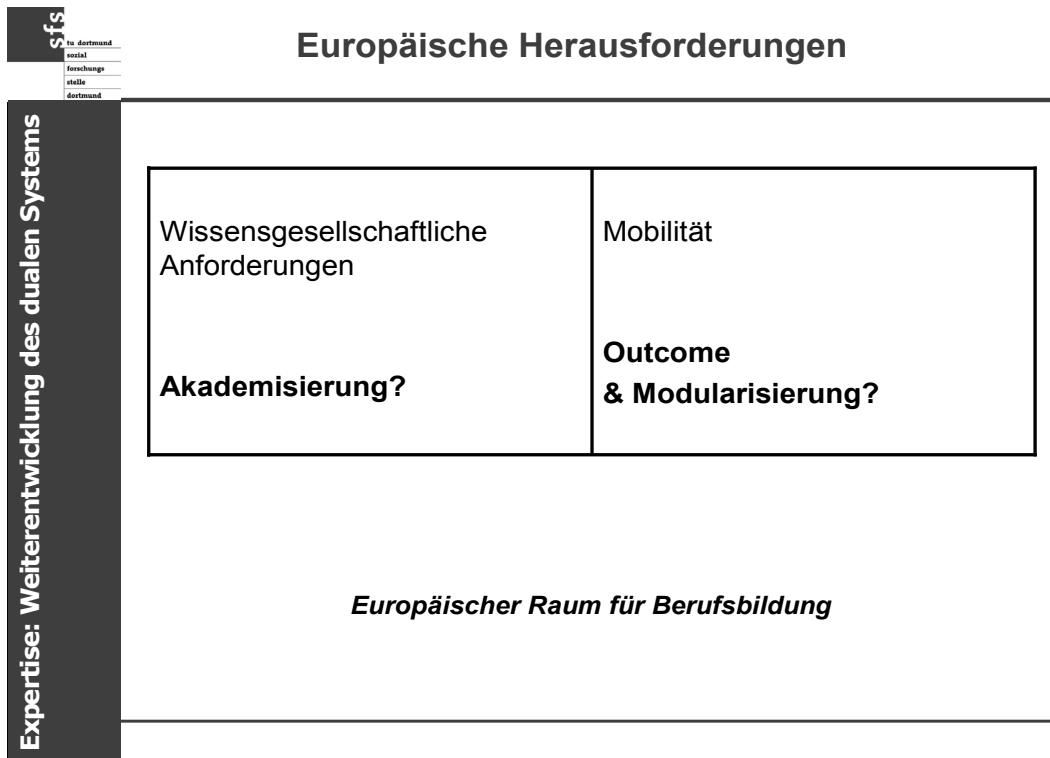 sfs
tu dortmund
sozial
forschungs
stelle
dortmund
Europäische Herausforderungen
Expertise: Weiterentwicklung des dualen Systems
Wissensgesellschaftliche
Anforderungen
Akademisierung?
Mobilität
Outcome
& Modularisierung?
Europäischer Raum für Berufsbildung